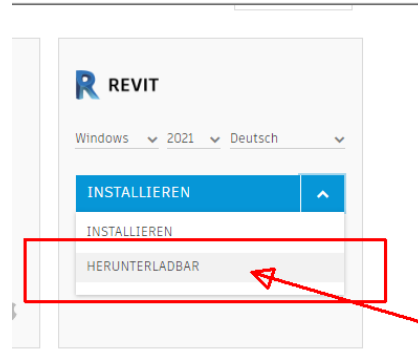 REVIT
Windows 2021 Deutsch
INSTALLIEREN
INSTALLIEREN
HERUNTERLADBAR